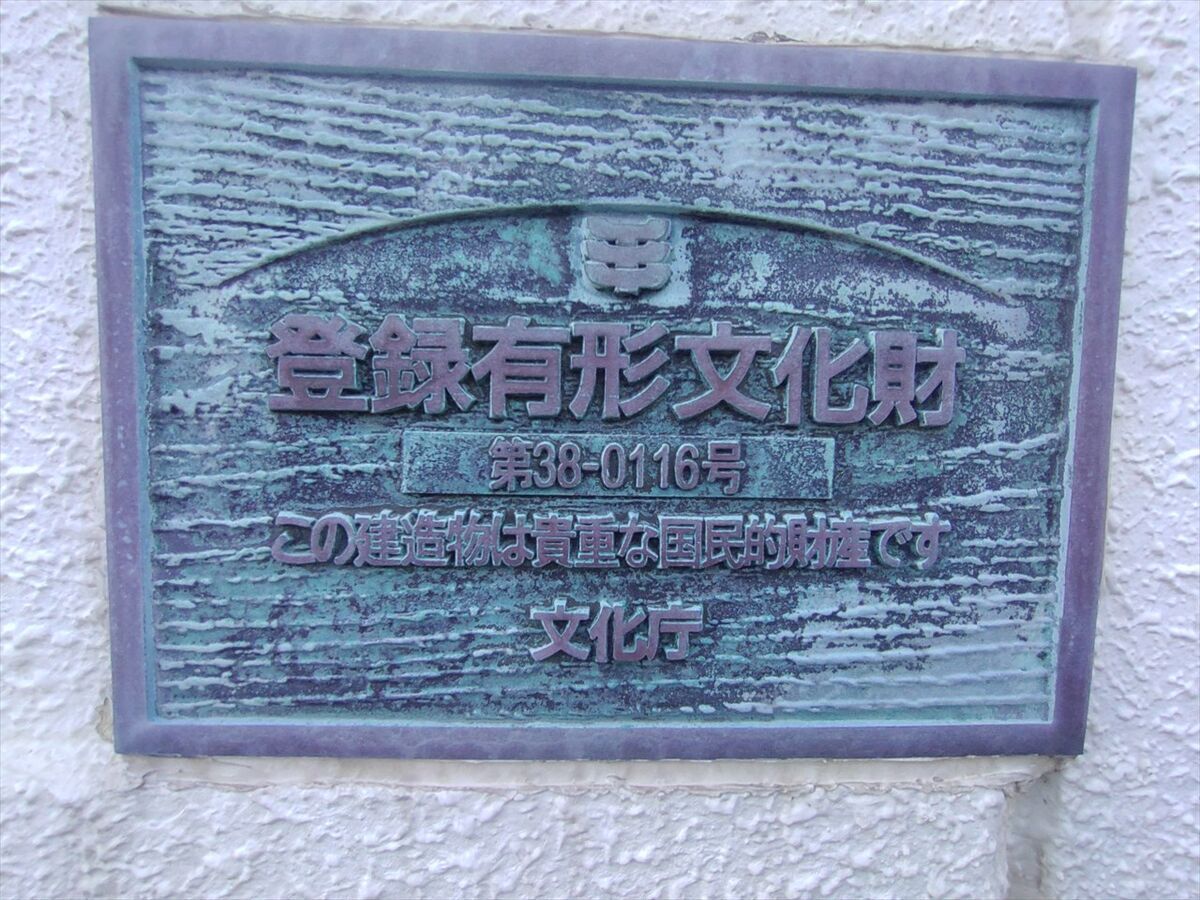 登録有形文化財
第38-0116号
この建造物は貴重な国民的財産です
文化庁